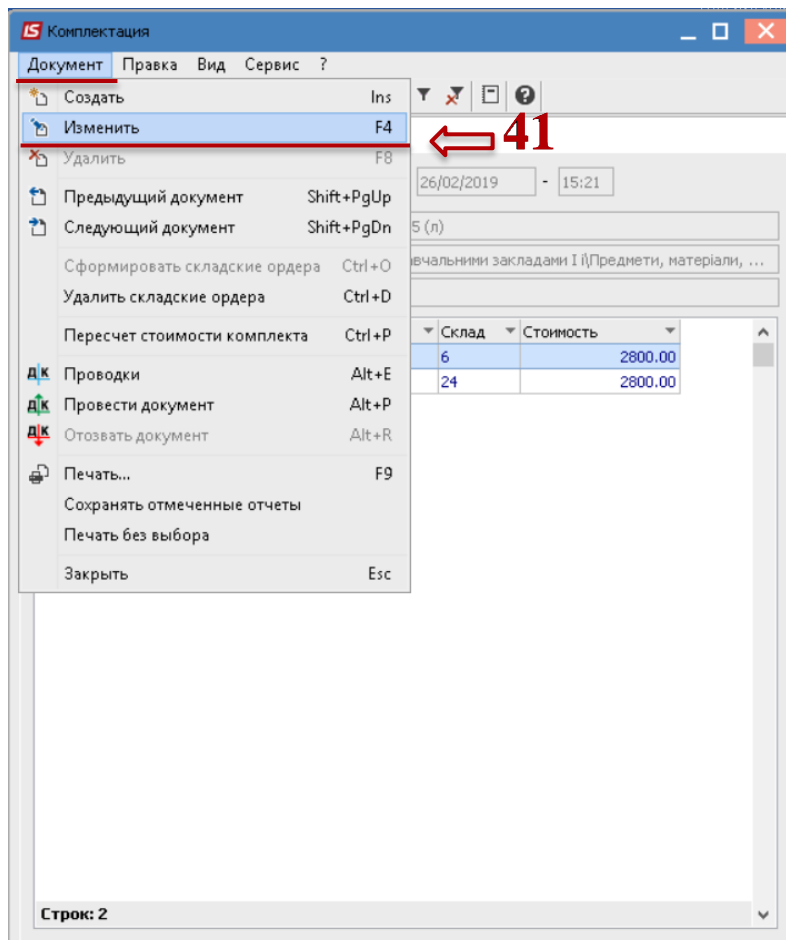 Комплектация
Документ Правка Вид Сервис ?
Создать Ins
Изменить F4
41
Удалить F8
26/02/2019 - 15:21
Предыдущий документ Shift+PgUp
Следующий документ Shift+PgDn
5 (л)
закладами I і\Предмети, матеріали, ...
Сформировать складские ордера Ctrl+O
Удалить складские ордера Ctrl+D
Пересчет стоимости комплекта Ctrl+P
Склад Стоимость
6 2800.00
Проводки Alt+E
24 2800.00
Провести документ Alt+P
Отозвать документ Alt+R
Печать... F9
Сохранять отмеченные отчеты
Печать без выбора
Закрыть Esc
Строк: 2